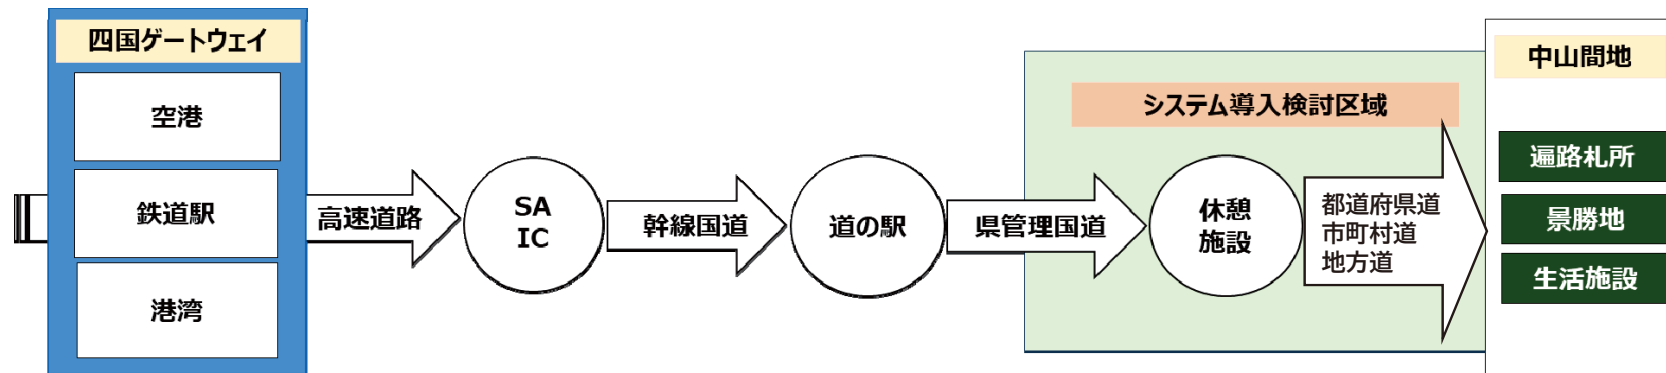 四国ゲートウェイ
空港
鉄道駅
港湾
高速道路
SA
IC
幹線国道
道の駅
県管理国道
システム導入検討区域
休憩
施設
都道府県道
市町村道
地方道
中山間地
遍路札所
景勝地
生活施設